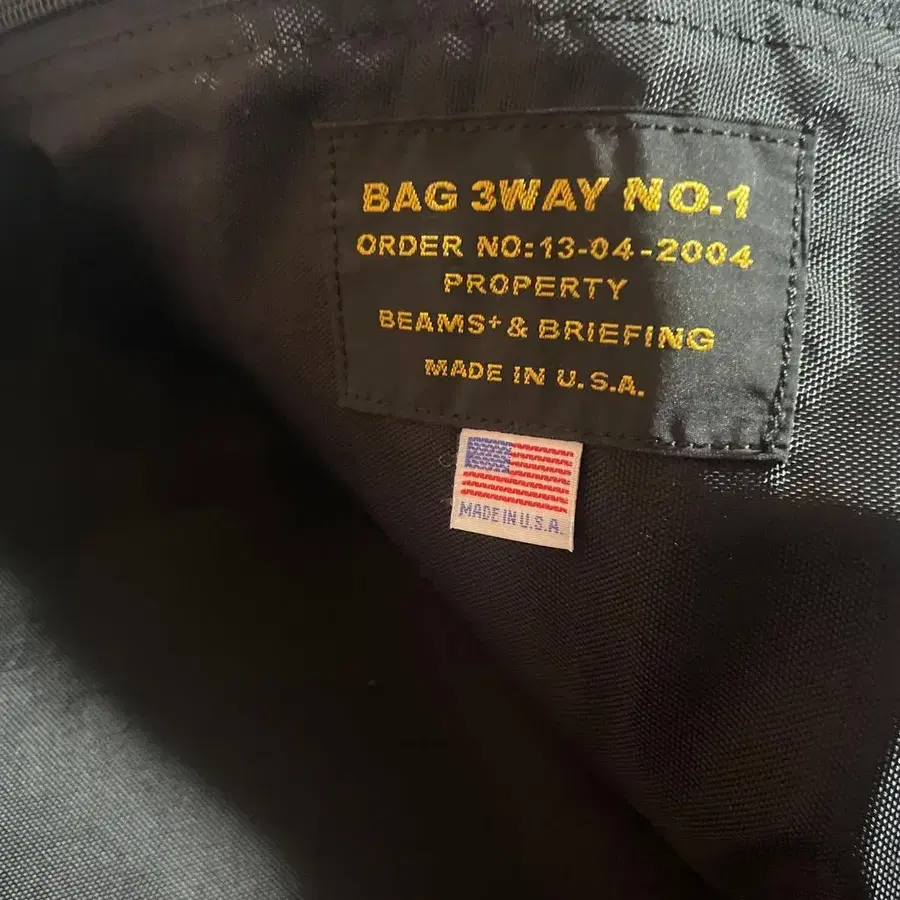 BAG 3WAY NO.1
ORDER NO:13-04-2004
PROPERTY
BEAMS+ & BRIEFING
MADE IN U.S.A.
MADE IN U.S.A.